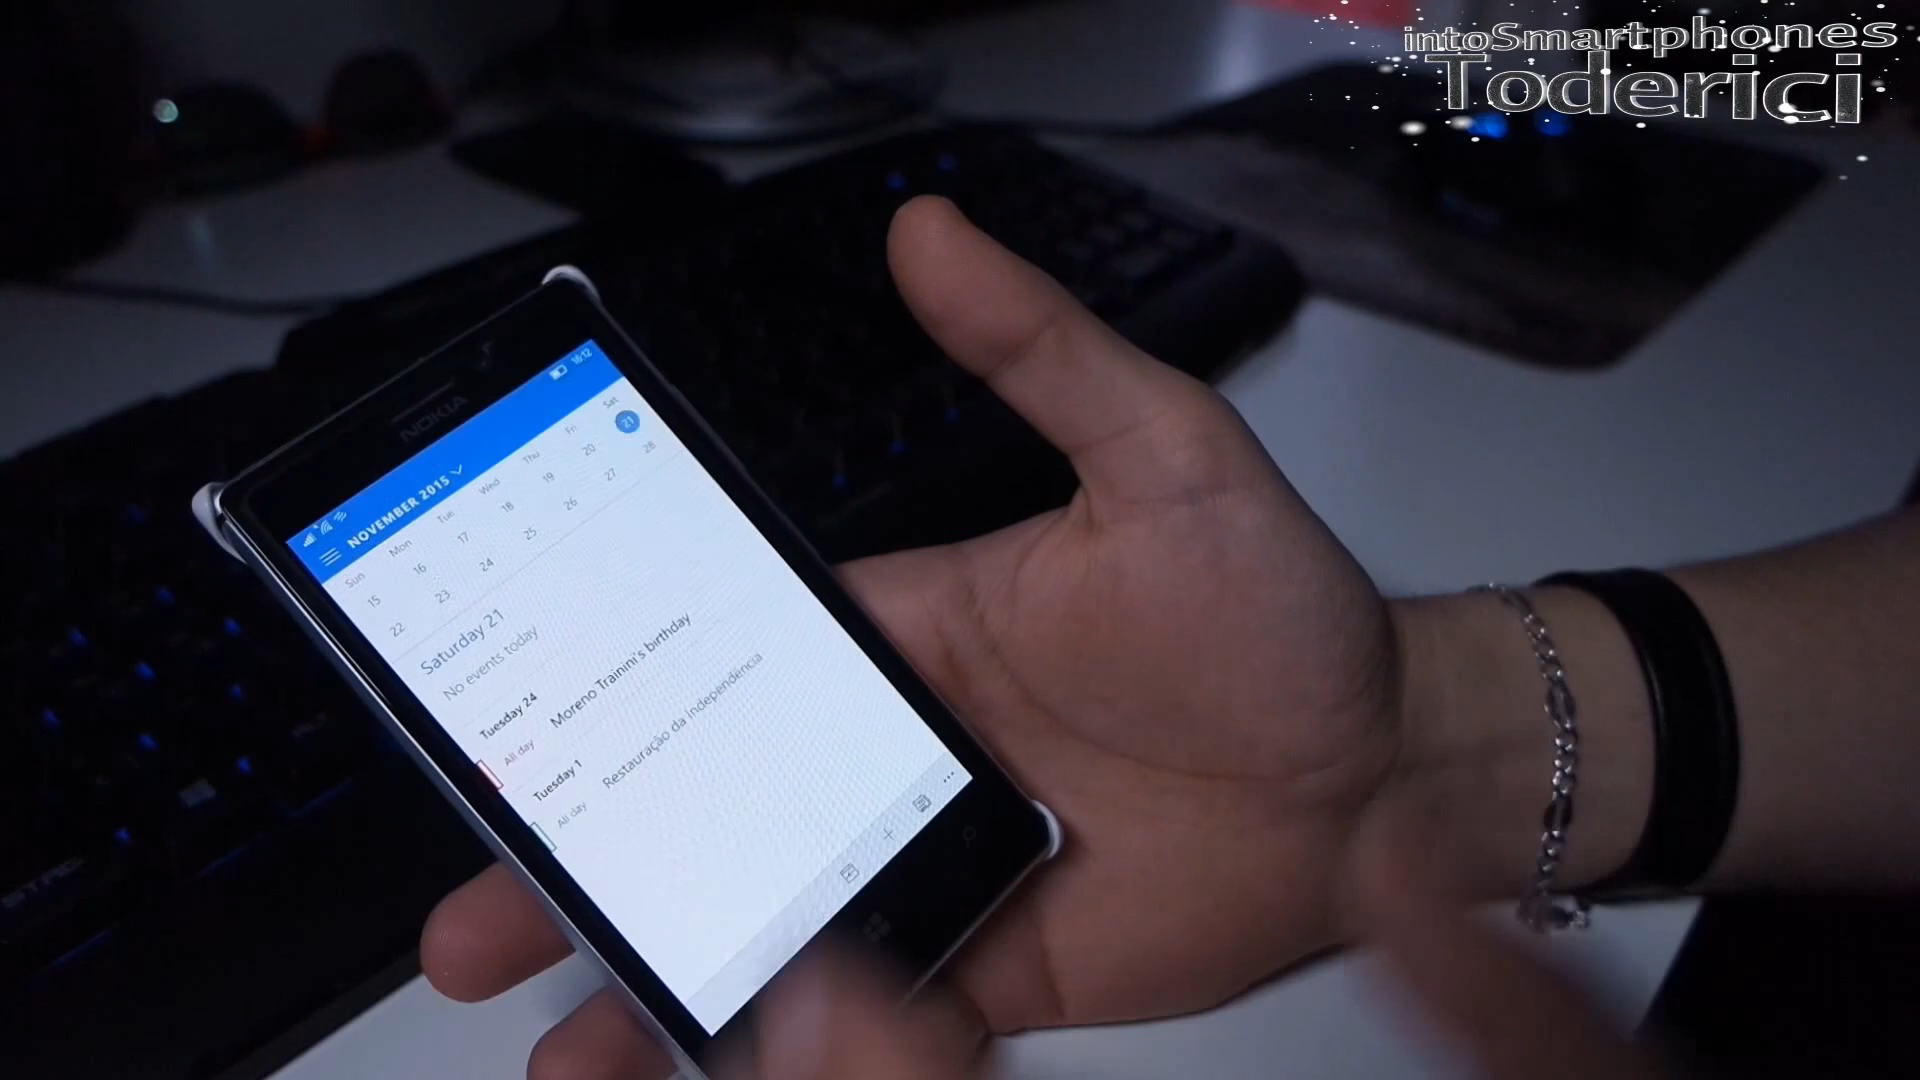 intoSmartphones
Toderici
NOKIA
16:12
NOVEMBER 2015
Sun Mon Tue Wed Thu Fri Sat
15 16 17 18 19 20 21
22 23 24 25 26 27 28
Saturday 21
No events today
Tuesday 24
All day Moreno Trainini's birthday
Tuesday 1
All day Restauração da Independência